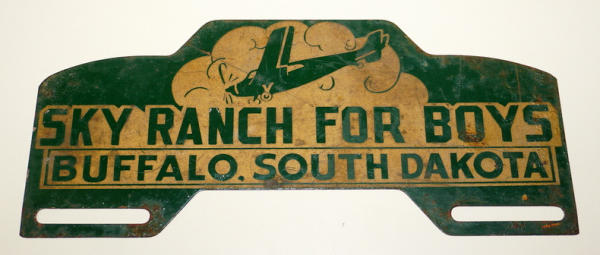 SKY RANCH FOR BOYS
BUFFALO, SOUTH DAKOTA